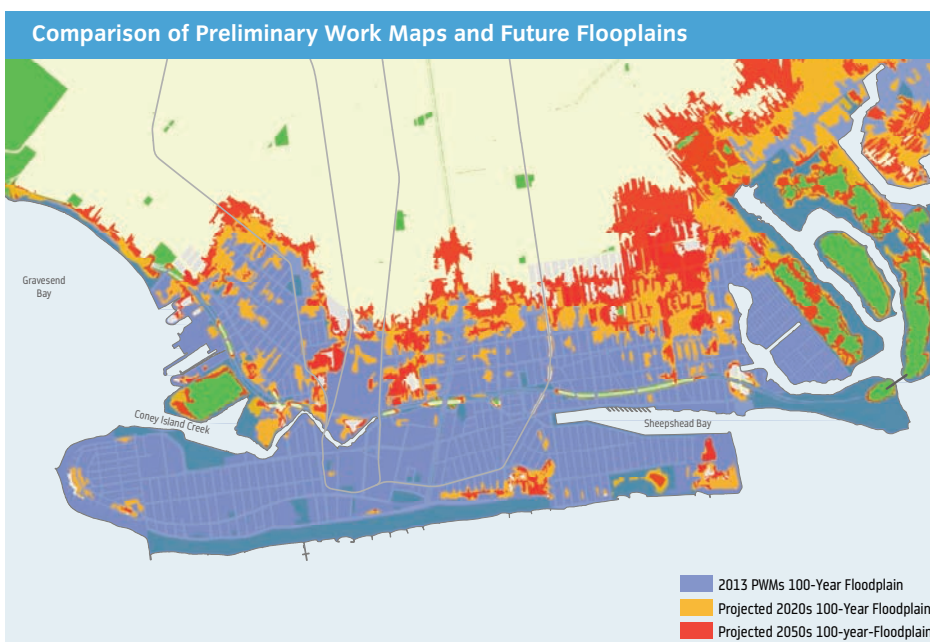 Comparison of Preliminary Work Maps and Future Flooplains
Gravesend
Bay
Coney Island Creek
Sheepshead Bay
2013 PWMs 100-Year Floodplain
Projected 2020s 100-Year Floodplain
Projected 2050s 100-year-Floodplain